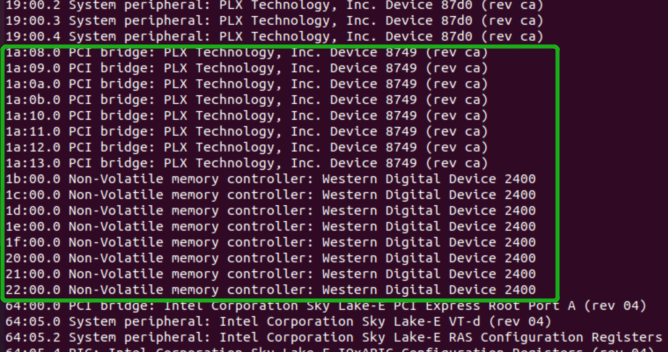 19:00.2 System peripheral: PLX Technology, Inc. Device 87d0 (rev ca)
19:00.3 System peripheral: PLX Technology, Inc. Device 87d0 (rev ca)
19:00.4 System peripheral: PLX Technology, Inc. Device 87d0 (rev ca)
1a:08.0 PCI bridge: PLX Technology, Inc. Device 8749 (rev ca)
1a:09.0 PCI bridge: PLX Technology, Inc. Device 8749 (rev ca)
1a:0a.0 PCI bridge: PLX Technology, Inc. Device 8749 (rev ca)
1a:0b.0 PCI bridge: PLX Technology, Inc. Device 8749 (rev ca)
1a:10.0 PCI bridge: PLX Technology, Inc. Device 8749 (rev ca)
1a:11.0 PCI bridge: PLX Technology, Inc. Device 8749 (rev ca)
1a:12.0 PCI bridge: PLX Technology, Inc. Device 8749 (rev ca)
1a:13.0 PCI bridge: PLX Technology, Inc. Device 8749 (rev ca)
1b:00.0 Non-Volatile memory controller: Western Digital Device 2400
1c:00.0 Non-Volatile memory controller: Western Digital Device 2400
1d:00.0 Non-Volatile memory controller: Western Digital Device 2400
1e:00.0 Non-Volatile memory controller: Western Digital Device 2400
1f:00.0 Non-Volatile memory controller: Western Digital Device 2400
20:00.0 Non-Volatile memory controller: Western Digital Device 2400
21:00.0 Non-Volatile memory controller: Western Digital Device 2400
22:00.0 Non-Volatile memory controller: Western Digital Device 2400
64:00.0 PCI bridge: Intel Corporation Sky Lake-E PCI Express Root Port A (rev 04)
64:05.0 System peripheral: Intel Corporation Sky Lake-E VT-d (rev 04)
64:05.2 System peripheral: Intel Corporation Sky Lake-E RAS Configuration Registers
64:05.4 PIC: Intel Corporation Sky Lake-E IOxAPIC Configuration Registers (rev 04)